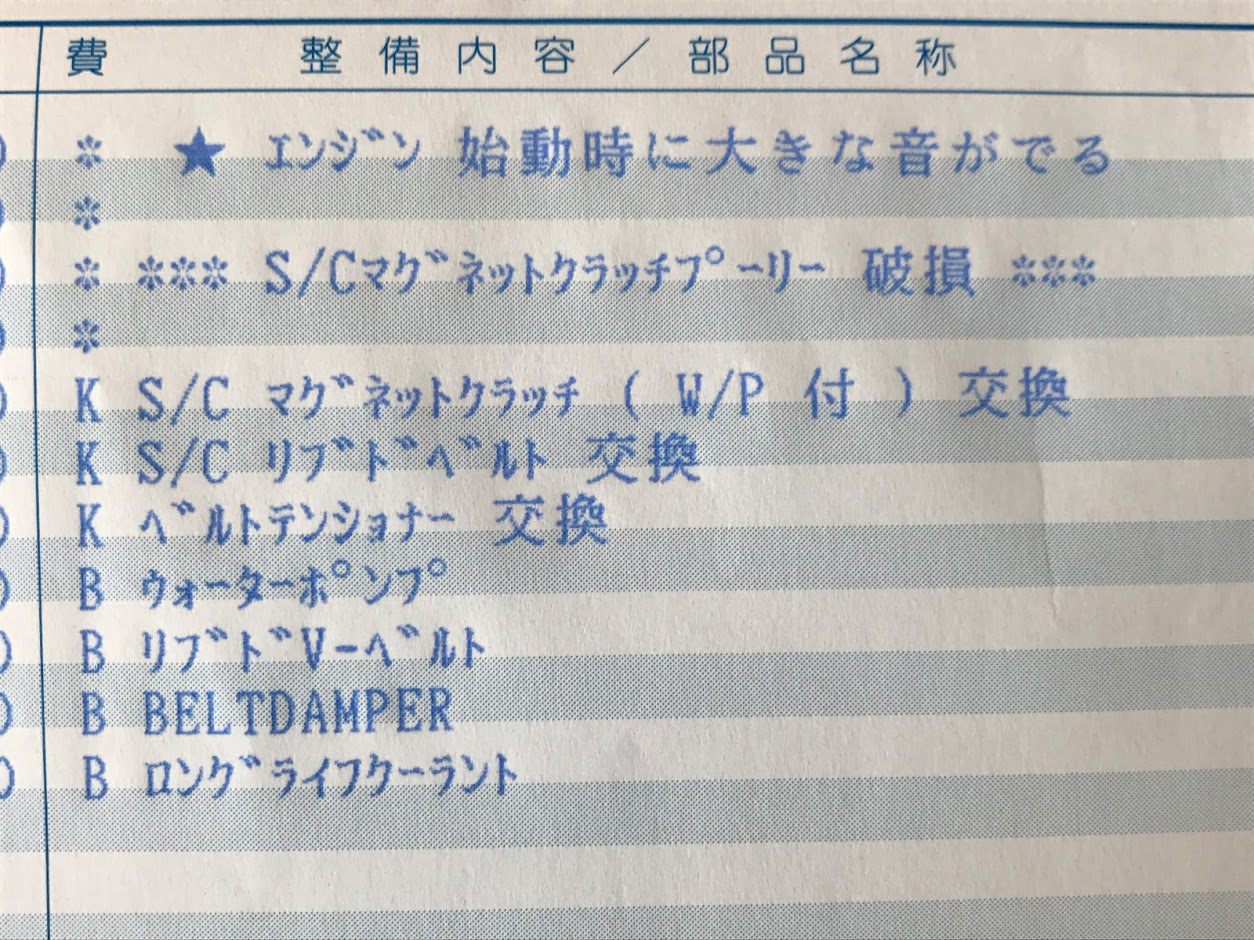 費 整備内容／部品名称
* ★ ｴﾝｼﾞﾝ 始動時に大きな音がでる
*
* *** S/Cﾏｸﾞﾈｯﾄｸﾗｯﾁﾌﾟｰﾘｰ 破損 ***
*
K S/C ﾏｸﾞﾈｯﾄｸﾗｯﾁ ( W/P 付 ) 交換
K S/C ﾘﾌﾞﾄﾞﾍﾞﾙﾄ 交換
K ﾍﾞﾙﾄﾃﾝｼｮﾅｰ 交換
B ｳｫｰﾀｰﾎﾟﾝﾌﾟ
B ﾘﾌﾞﾄﾞV-ﾍﾞﾙﾄ
B BELTDAMPER
B ﾛﾝｸﾞﾗｲﾌｸｰﾗﾝﾄ